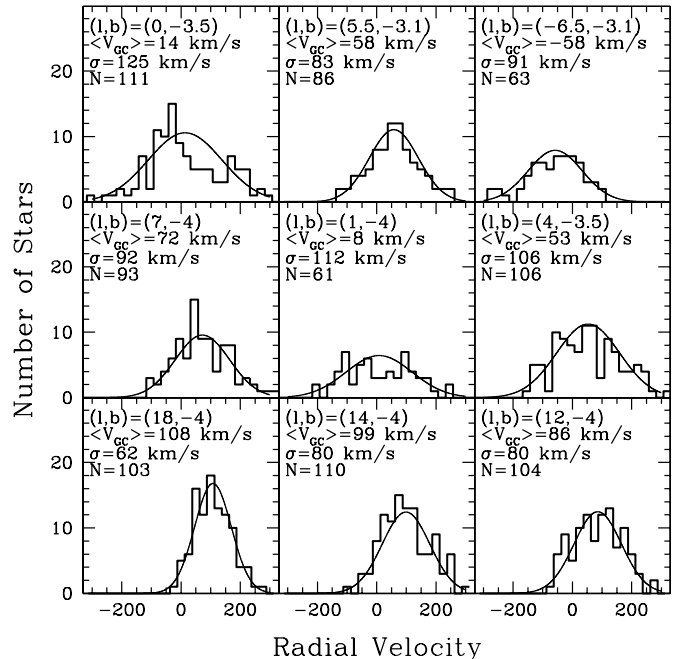 (l,b)=(0,−3.5)
<V_GC>=14 km/s
σ=125 km/s
N=111
(l,b)=(5.5,−3.1)
<V_GC>=58 km/s
σ=83 km/s
N=86
(l,b)=(−6.5,−3.1)
<V_GC>=−58 km/s
σ=91 km/s
N=63
20
10
0
(l,b)=(7,−4)
<V_GC>=72 km/s
σ=92 km/s
N=93
(l,b)=(1,−4)
<V_GC>=8 km/s
σ=112 km/s
N=61
(l,b)=(4,−3.5)
<V_GC>=53 km/s
σ=106 km/s
N=106
20
10
0
Number of Stars
(l,b)=(18,−4)
<V_GC>=108 km/s
σ=62 km/s
N=103
(l,b)=(14,−4)
<V_GC>=99 km/s
σ=80 km/s
N=110
(l,b)=(12,−4)
<V_GC>=86 km/s
σ=80 km/s
N=104
20
10
0
−200 0 200 −200 0 200 −200 0 200
Radial Velocity